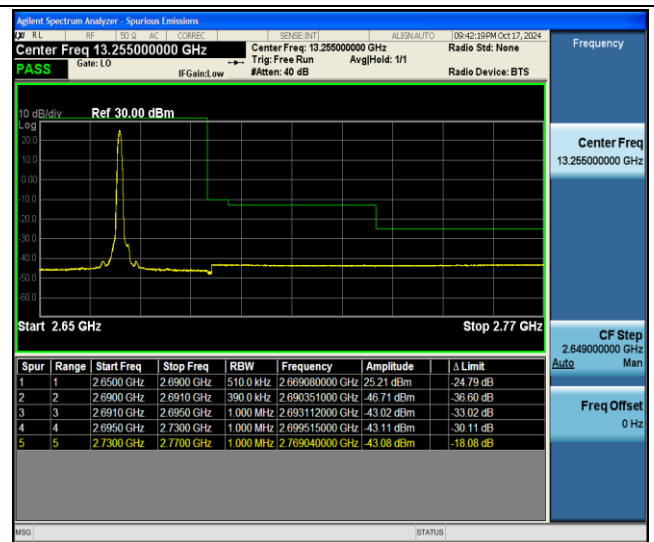 Agilent Spectrum Analyzer - Spurious Emissions
RL RF 50 Ω AC CORREC SENSE:INT ALIGNAUTO 09:42:19PM Oct 17, 2024
Center Freq 13.255000000 GHz
Center Freq: 13.255000000 GHz
Radio Std: None
Frequency
PASS
Gate: LO
IFGain:Low
Trig: Free Run
Avg|Hold: 1/1
#Atten: 40 dB
Radio Device: BTS
10 dB/div Ref 30.00 dBm
Log
20.0
10.0
0.00
-10.0
-20.0
-30.0
-40.0
-50.0
-60.0
Start 2.65 GHz
Stop 2.77 GHz
Center Freq
13.255000000 GHz
CF Step
2.649000000 GHz
Auto Man
Freq Offset
0 Hz
Spur Range Start Freq Stop Freq RBW Frequency Amplitude Δ Limit
1 1 2.6500 GHz 2.6900 GHz 510.0 kHz 2.669080000 GHz 25.21 dBm -24.79 dB
2 2 2.6900 GHz 2.6910 GHz 390.0 kHz 2.690351000 GHz -46.71 dBm -36.60 dB
3 3 2.6910 GHz 2.6950 GHz 1.000 MHz 2.693112000 GHz -43.02 dBm -33.02 dB
4 4 2.6950 GHz 2.7300 GHz 1.000 MHz 2.699515000 GHz -43.11 dBm -30.11 dB
5 5 2.7300 GHz 2.7700 GHz 1.000 MHz 2.769040000 GHz -43.08 dBm -18.08 dB
MSG
STATUS